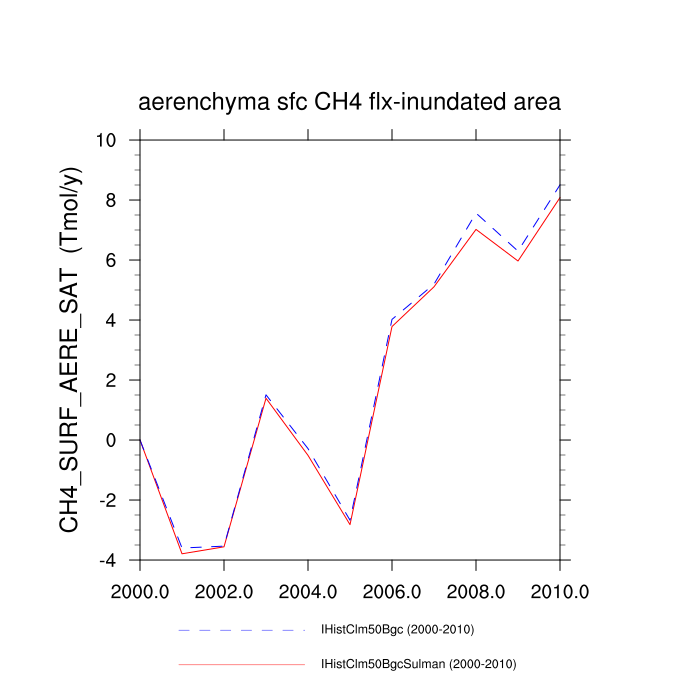 aerenchyma sfc CH4 flx-inundated area
CH4_SURF_AERE_SAT (Tmol/y)
10
8
6
4
2
0
-2
-4
2000.0 2002.0 2004.0 2006.0 2008.0 2010.0
IHistClm50Bgc (2000-2010)
IHistClm50BgcSulman (2000-2010)